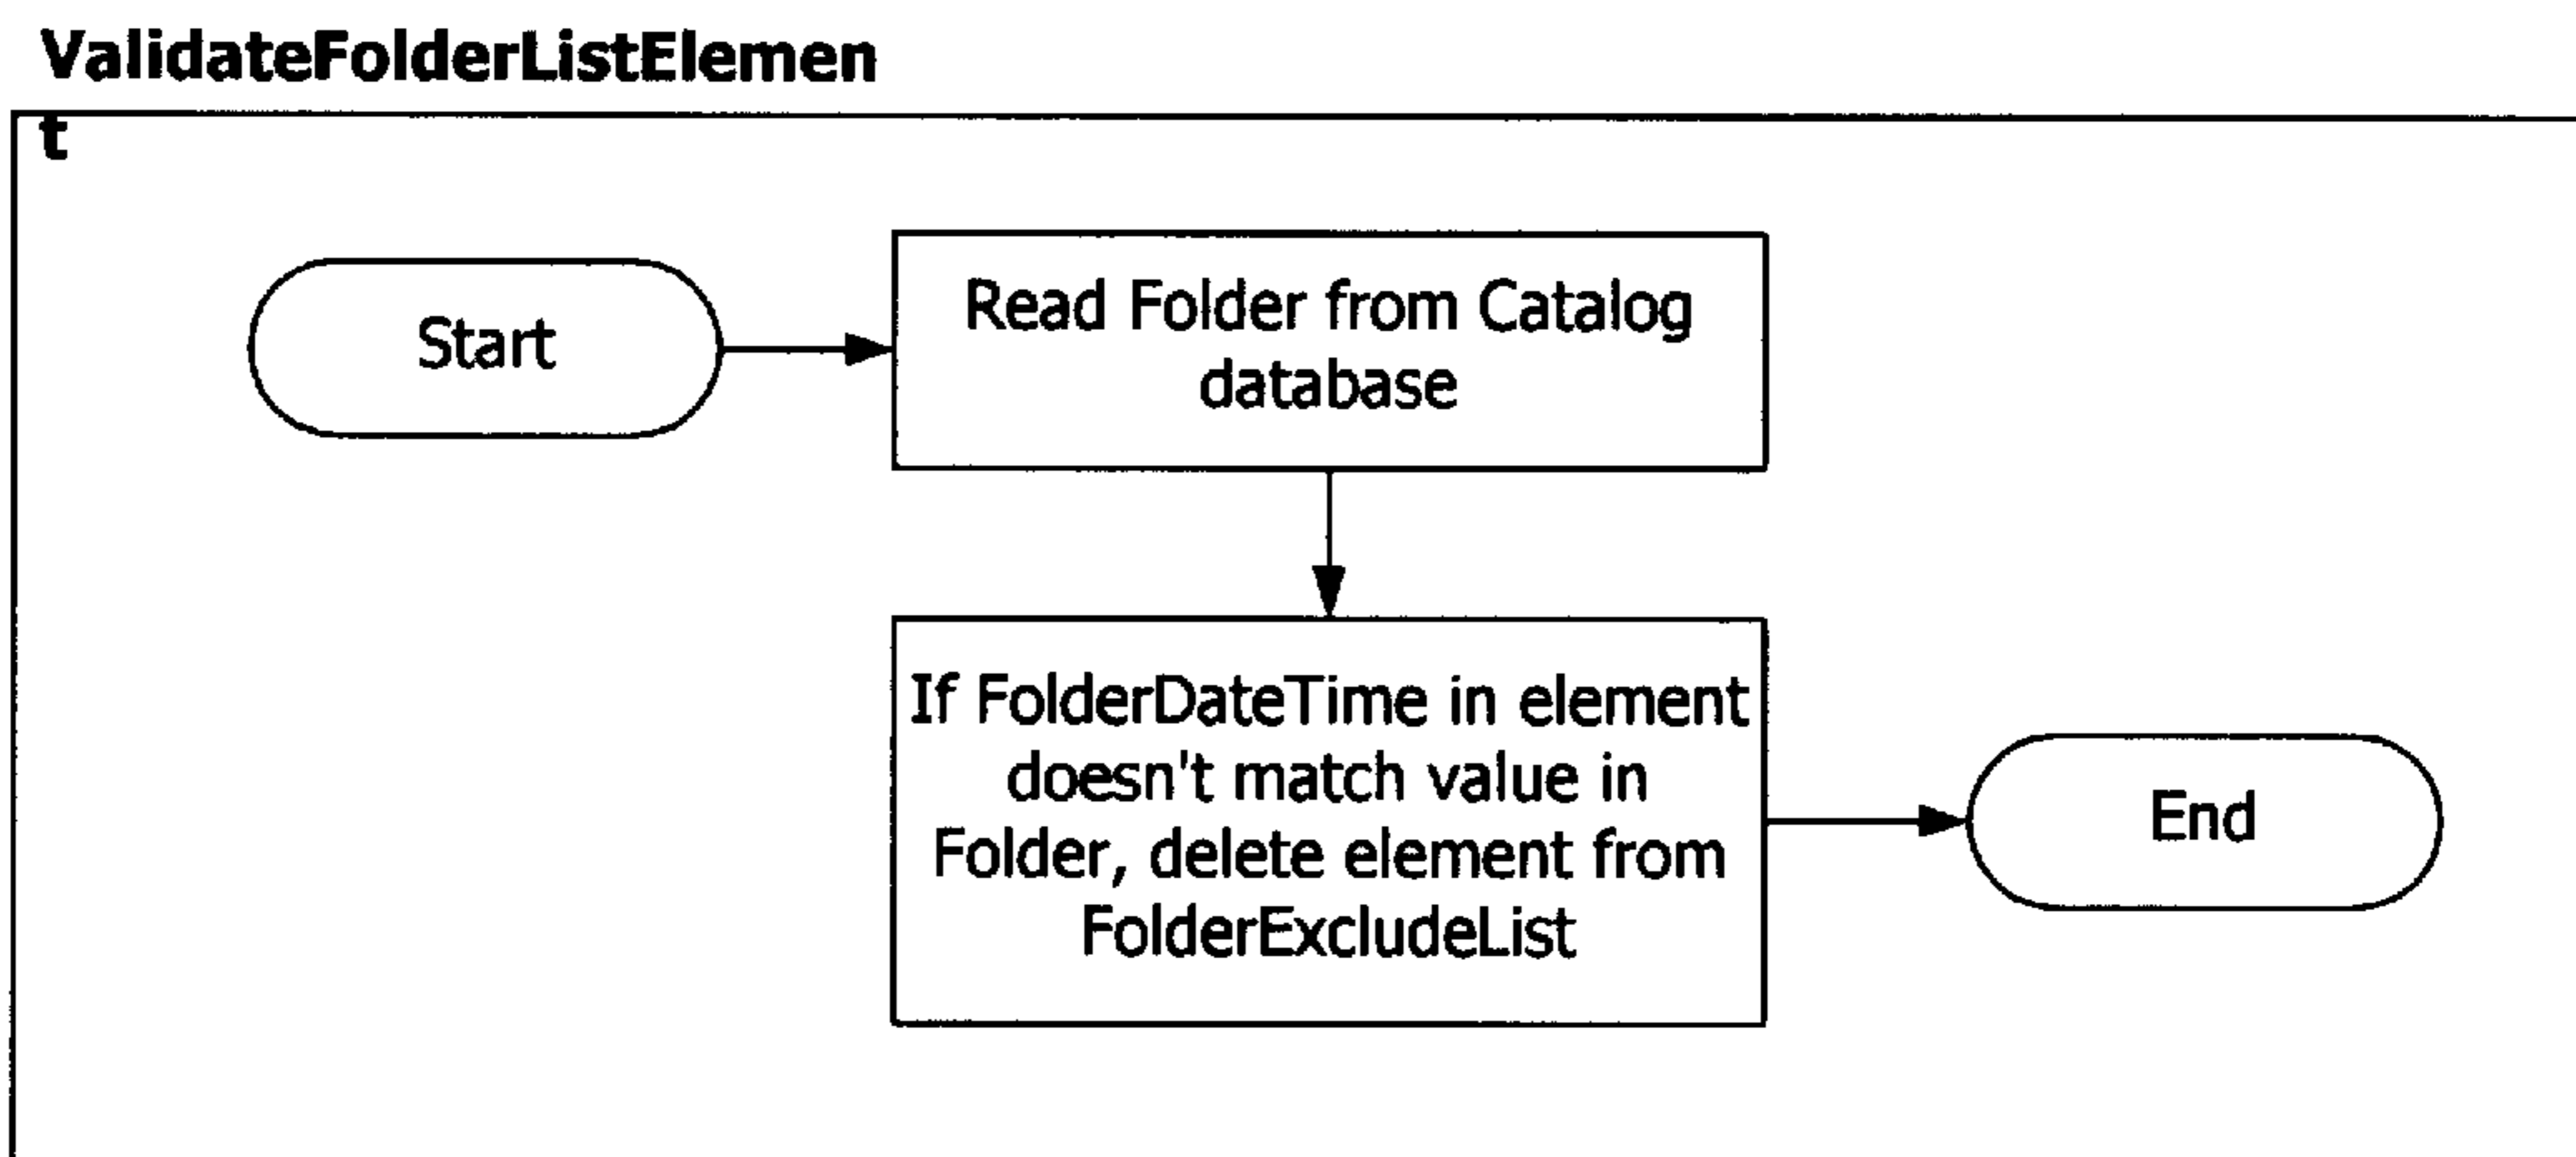 ValidateFolderListElemen
t
Start
Read Folder from Catalog
database
If FolderDateTime in element
doesn't match value in
Folder, delete element from
FolderExcludeList
End